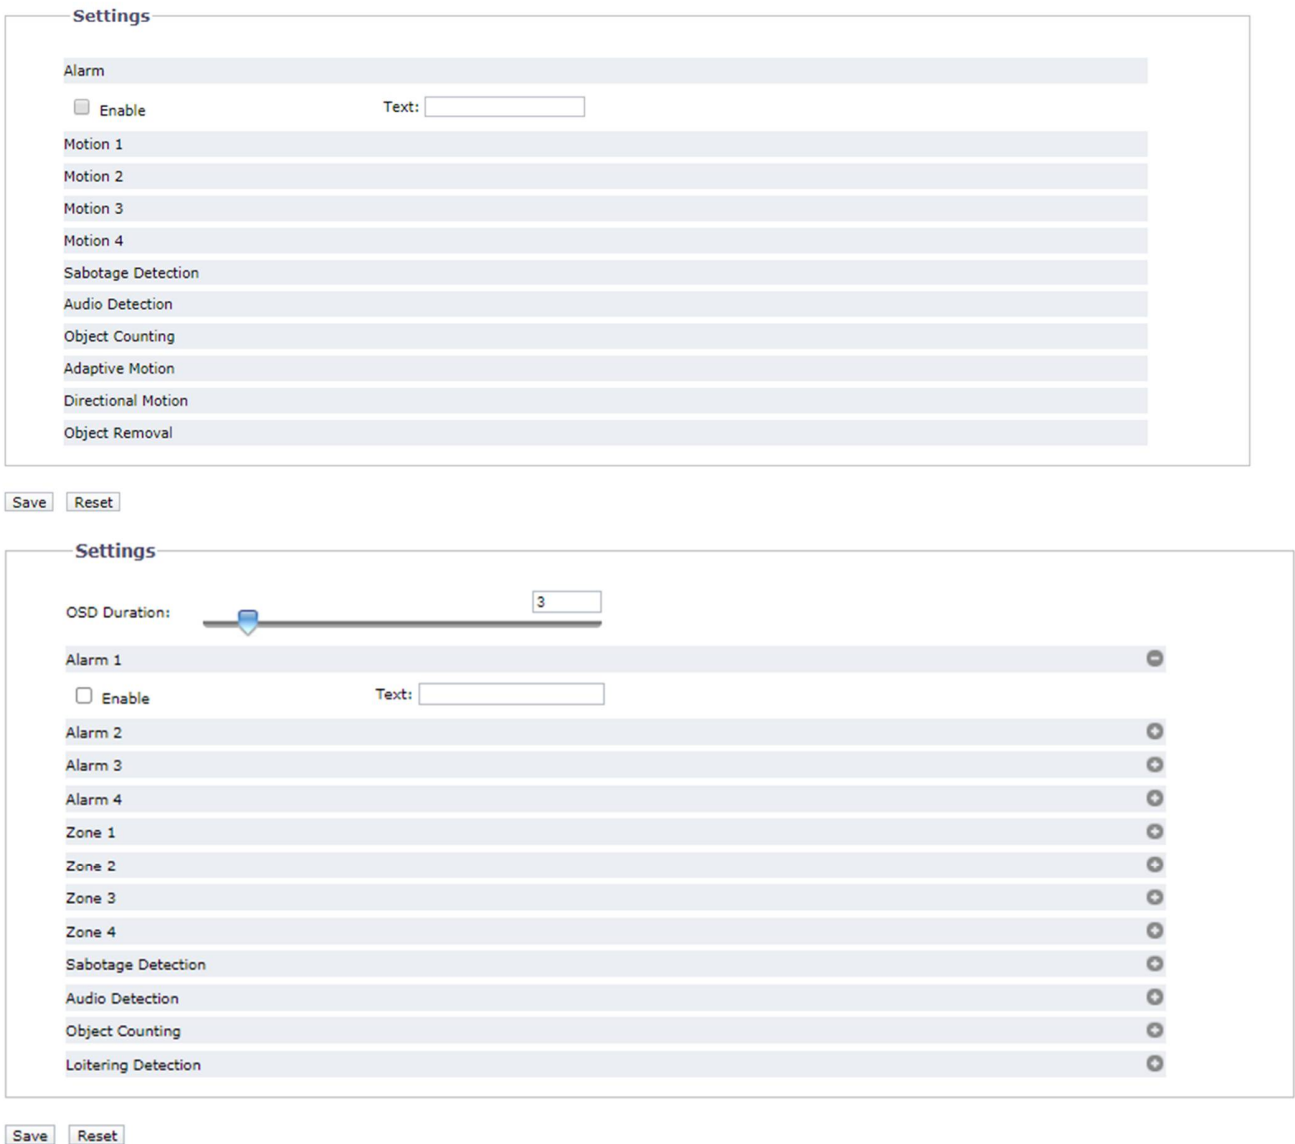 Settings
Alarm
Enable Text:
Motion 1
Motion 2
Motion 3
Motion 4
Sabotage Detection
Audio Detection
Object Counting
Adaptive Motion
Directional Motion
Object Removal
Save Reset
Settings
OSD Duration: 3
Alarm 1
Enable Text:
Alarm 2
Alarm 3
Alarm 4
Zone 1
Zone 2
Zone 3
Zone 4
Sabotage Detection
Audio Detection
Object Counting
Loitering Detection
Save Reset